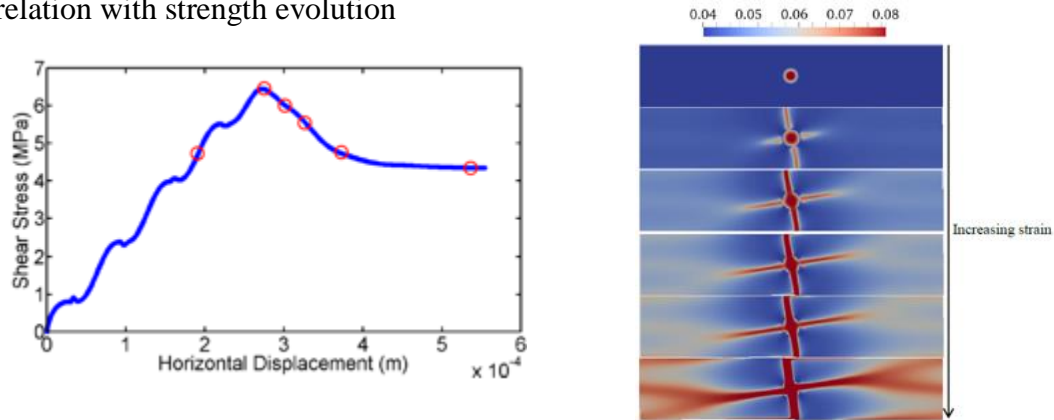 relation with strength evolution
7
6
5
4
3
2
1
0
Shear Stress (MPa)
0 1 2 3 4 5 6
Horizontal Displacement (m)
x 10-4
0.04 0.05 0.06 0.07 0.08
Increasing strain